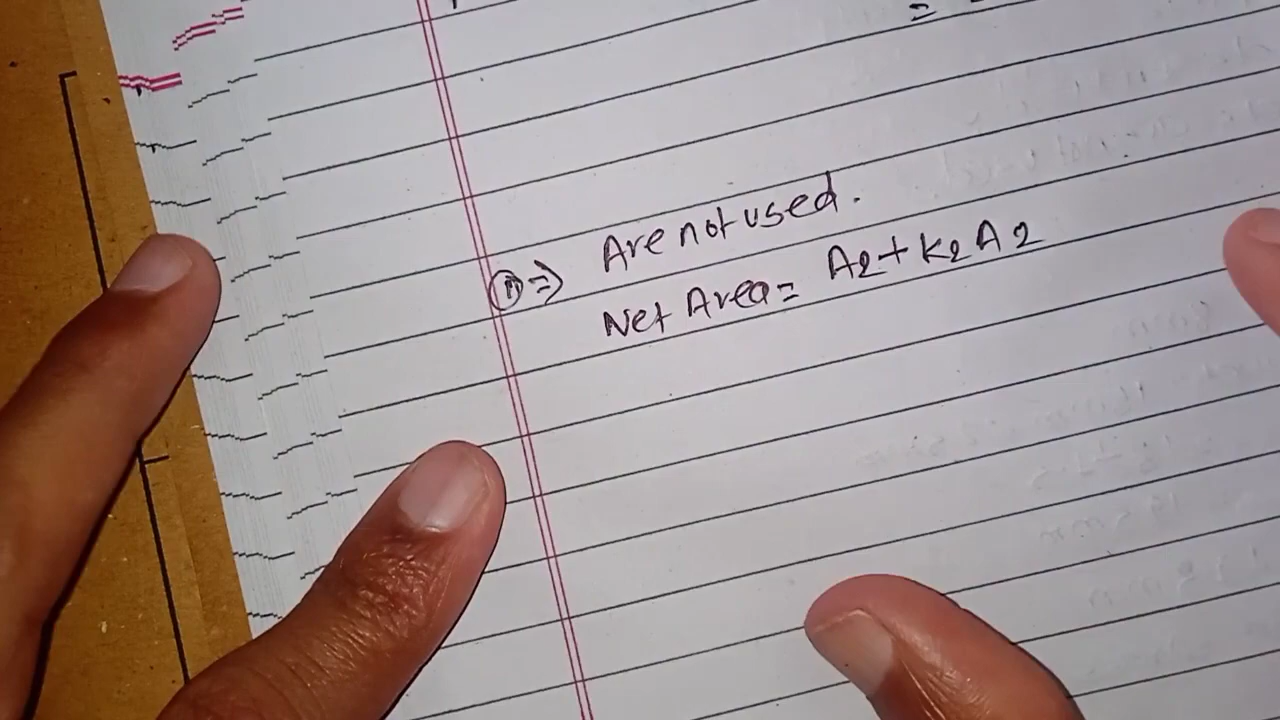 ⓘⓘ⇒ Are not used.
Net Area = A2 + K2 A2